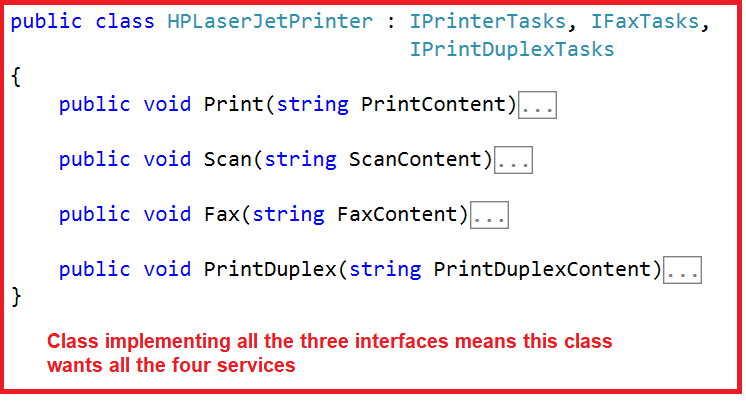 public class HPLaserJetPrinter : IPrinterTasks, IFaxTasks,
IPrintDuplexTasks
{
public void Print(string PrintContent)...
public void Scan(string ScanContent)...
public void Fax(string FaxContent)...
public void PrintDuplex(string PrintDuplexContent)...
}
Class implementing all the three interfaces means this class
wants all the four services